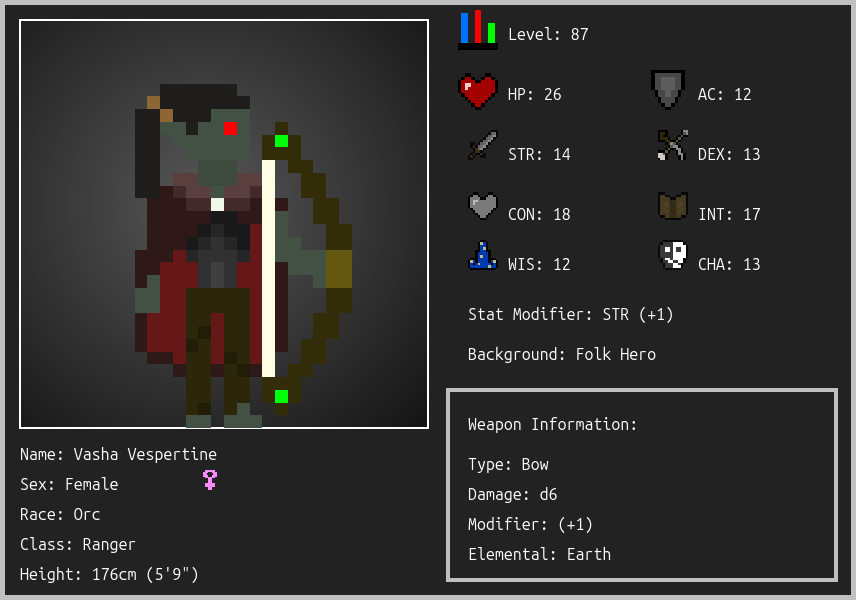 Level: 87
HP: 26
AC: 12
STR: 14
DEX: 13
CON: 18
INT: 17
WIS: 12
CHA: 13
Stat Modifier: STR (+1)
Background: Folk Hero
Name: Vasha Vespertine
Sex: Female
Race: Orc
Class: Ranger
Height: 176cm (5'9")
Weapon Information:
Type: Bow
Damage: d6
Modifier: (+1)
Elemental: Earth